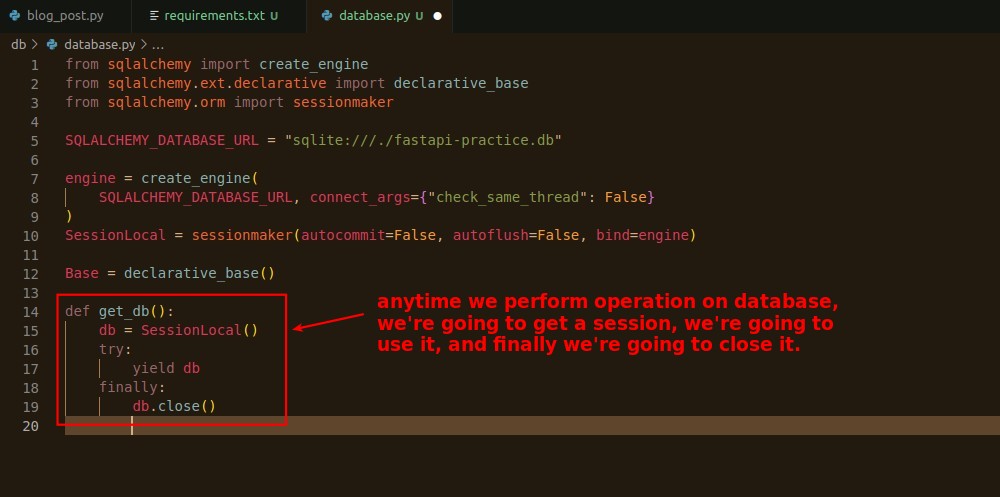 blog_post.py
requirements.txt U
database.py U ●
db > database.py > ...
1 from sqlalchemy import create_engine
2 from sqlalchemy.ext.declarative import declarative_base
3 from sqlalchemy.orm import sessionmaker
4
5 SQLALCHEMY_DATABASE_URL = "sqlite:///./fastapi-practice.db"
6
7 engine = create_engine(
8     SQLALCHEMY_DATABASE_URL, connect_args={"check_same_thread": False}
9 )
10 SessionLocal = sessionmaker(autocommit=False, autoflush=False, bind=engine)
11
12 Base = declarative_base()
13
14 def get_db():
15     db = SessionLocal()
16     try:
17         yield db
18     finally:
19         db.close()
20
anytime we perform operation on database,
we're going to get a session, we're going to
use it, and finally we're going to close it.